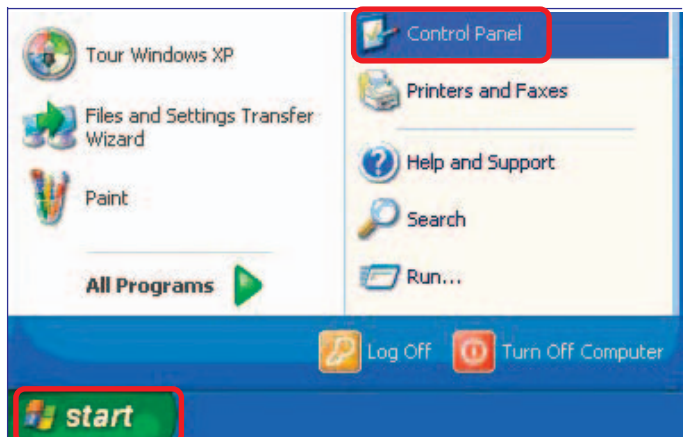 Tour Windows XP
Files and Settings Transfer
Wizard
Paint
All Programs
Control Panel
Printers and Faxes
Help and Support
Search
Run...
Log Off
Turn Off Computer
start